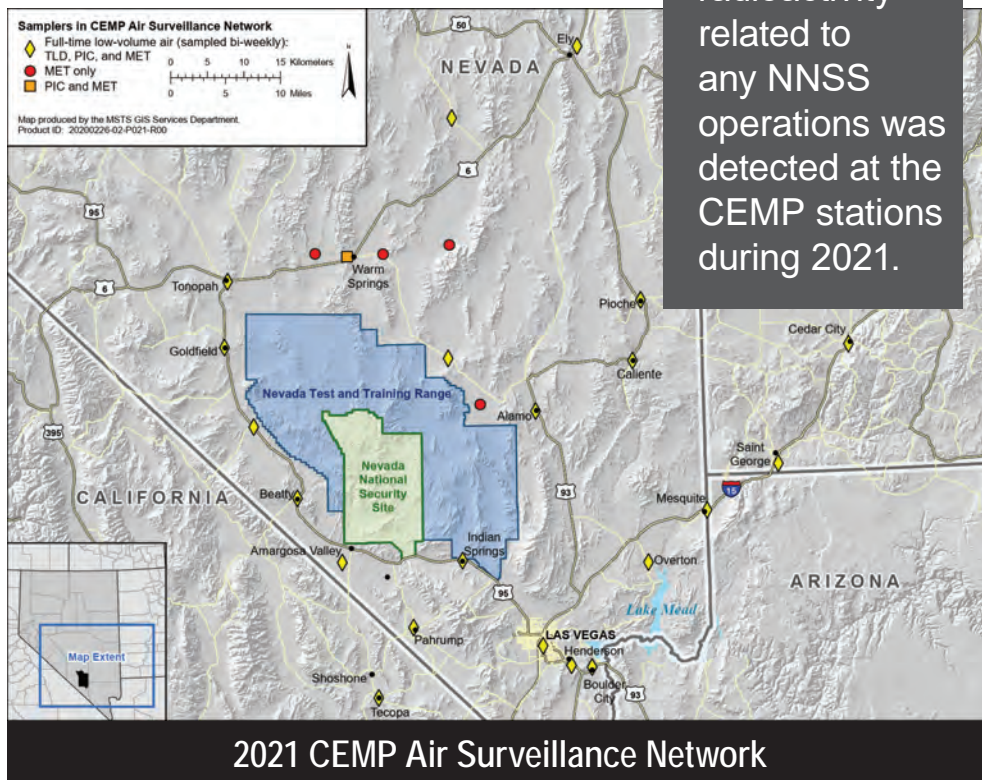 Samplers in CEMP Air Surveillance Network
Full-time low-volume air (sampled bi-weekly):
TLD, PIC, and MET
MET only
PIC and MET
0 5 10 15 Kilometers
0 5 10 Miles
N
Map produced by the MSTS GIS Services Department.
Product ID: 20200226-02-P021-R00
radioactivity
related to
any NNSS
operations was
detected at the
CEMP stations
during 2021.
50
Ely
NEVADA
6
95
Warm
Springs
6
Tonopah
Pioche
Cedar City
Goldfield
Caliente
Nevada Test and Training Range
Alamo
395
Saint
George
Nevada
National
Security
Site
CALIFORNIA
Beatty
93
15
Mesquite
Indian
Springs
Amargosa Valley
Overton
ARIZONA
95
Lake Mead
Pahrump
LAS VEGAS
Henderson
Map Extent
Shoshone
Boulder
City
93
Tecopa
2021 CEMP Air Surveillance Network